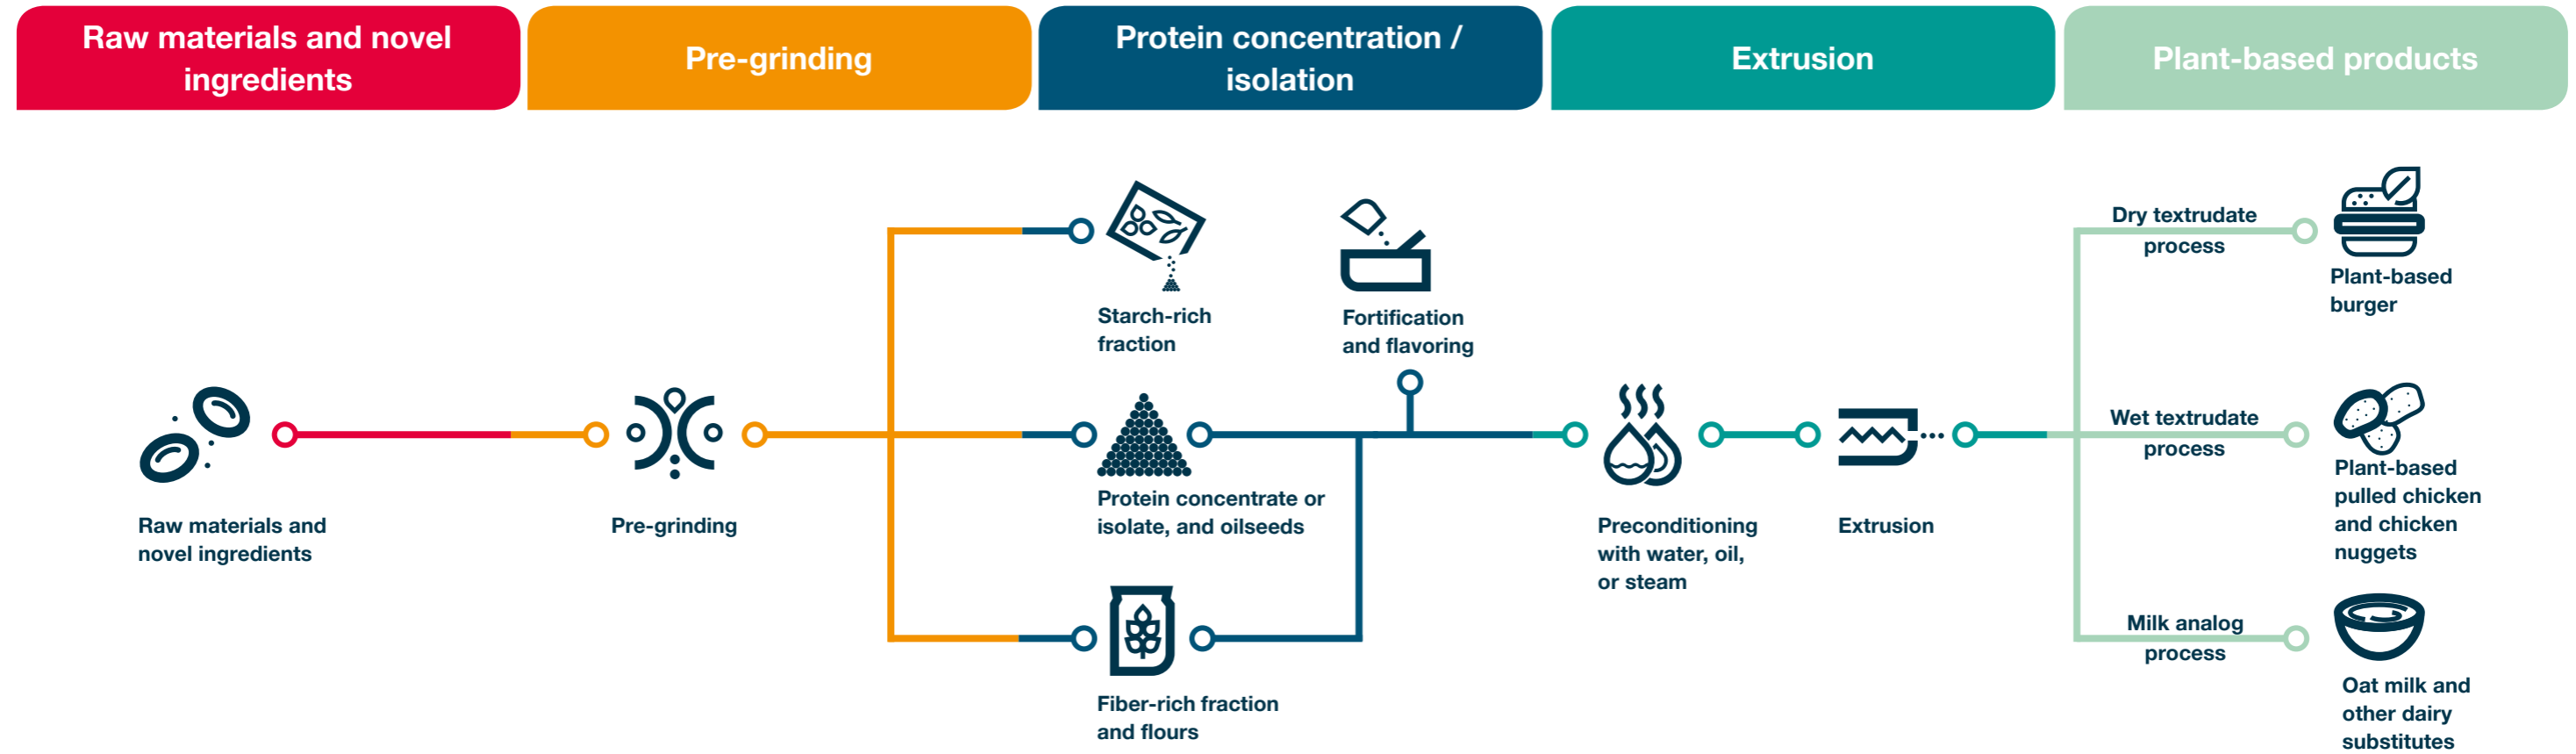 Raw materials and novel
ingredients
Pre-grinding
Protein concentration /
isolation
Extrusion
Plant-based products
Raw materials and
novel ingredients
Pre-grinding
Starch-rich
fraction
Fortification
and flavoring
Protein concentrate or
isolate, and oilseeds
Fiber-rich fraction
and flours
Preconditioning
with water, oil,
or steam
Extrusion
Dry textrudate
process
Plant-based
burger
Wet textrudate
process
Plant-based
pulled chicken
and chicken
nuggets
Milk analog
process
Oat milk and
other dairy
substitutes